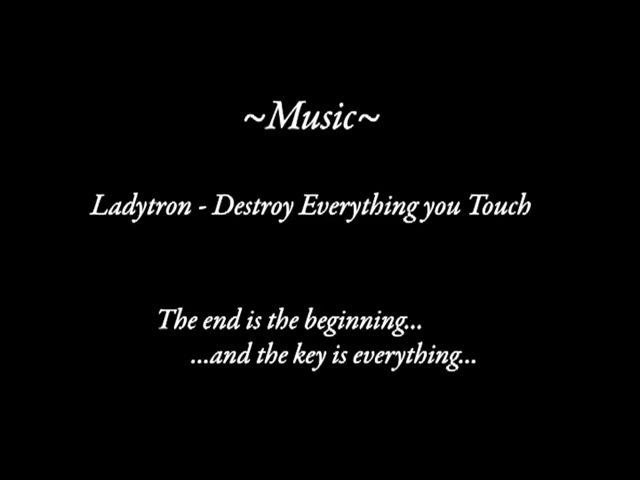 ~Music~
Ladytron - Destroy Everything you Touch
The end is the beginning...
...and the key is everything...